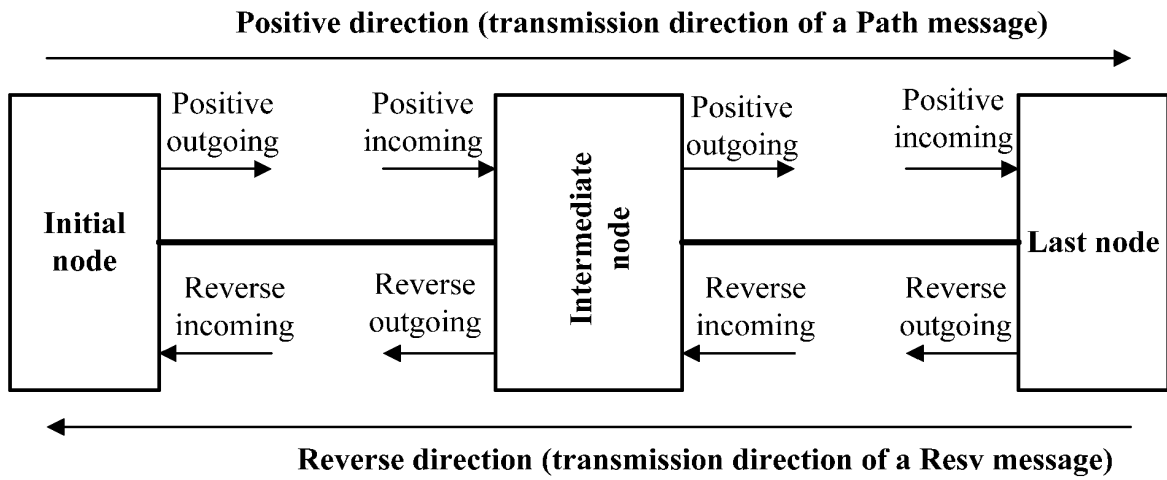 Positive direction (transmission direction of a Path message)
Positive
outgoing
Positive
incoming
Positive
outgoing
Positive
incoming
Initial
node
Intermediate
node
Last node
Reverse
incoming
Reverse
outgoing
Reverse
incoming
Reverse
outgoing
Reverse direction (transmission direction of a Resv message)